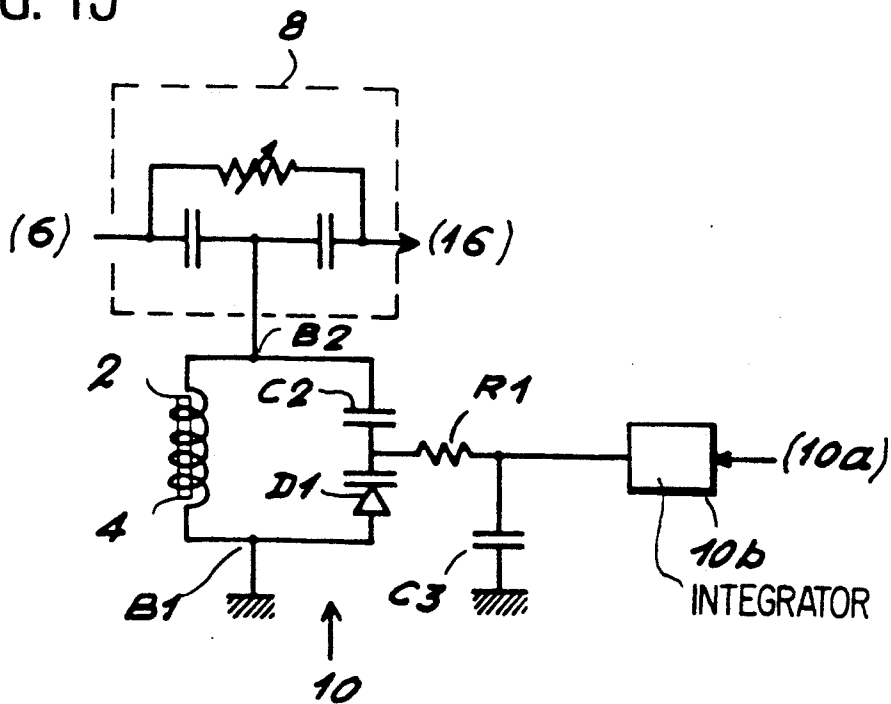 8
(6)
(16)
B2
2
C2
R1
D1
(10a)
4
10b
B1
C3
INTEGRATOR
10